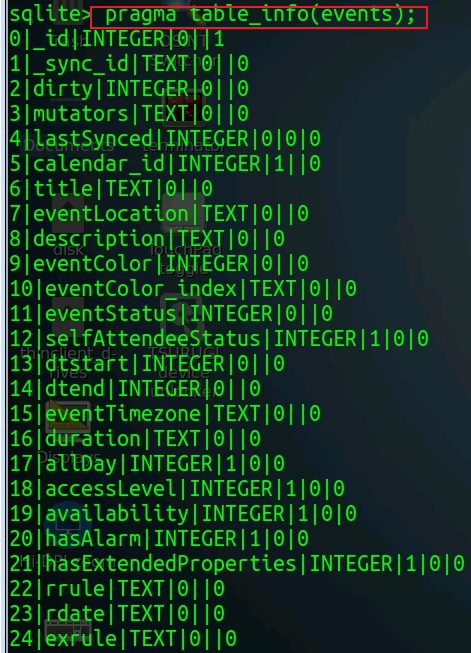 sqlite> pragma table_info(events);
0|_id|INTEGER|0||1
1|_sync_id|TEXT|0||0
2|dirty|INTEGER|0||0
3|mutators|TEXT|0||0
4|lastSynced|INTEGER|0|0|0
5|calendar_id|INTEGER|1||0
6|title|TEXT|0||0
7|eventLocation|TEXT|0||0
8|description|TEXT|0||0
9|eventColor|INTEGER|0||0
10|eventColor_index|TEXT|0||0
11|eventStatus|INTEGER|0||0
12|selfAttendeeStatus|INTEGER|1|0|0
13|dtstart|INTEGER|0||0
14|dtend|INTEGER|0||0
15|eventTimezone|TEXT|0||0
16|duration|TEXT|0||0
17|allDay|INTEGER|1|0|0
18|accessLevel|INTEGER|1|0|0
19|availability|INTEGER|1|0|0
20|hasAlarm|INTEGER|1|0|0
21|hasExtendedProperties|INTEGER|1|0|0
22|rrule|TEXT|0||0
23|rdate|TEXT|0||0
24|exrule|TEXT|0||0